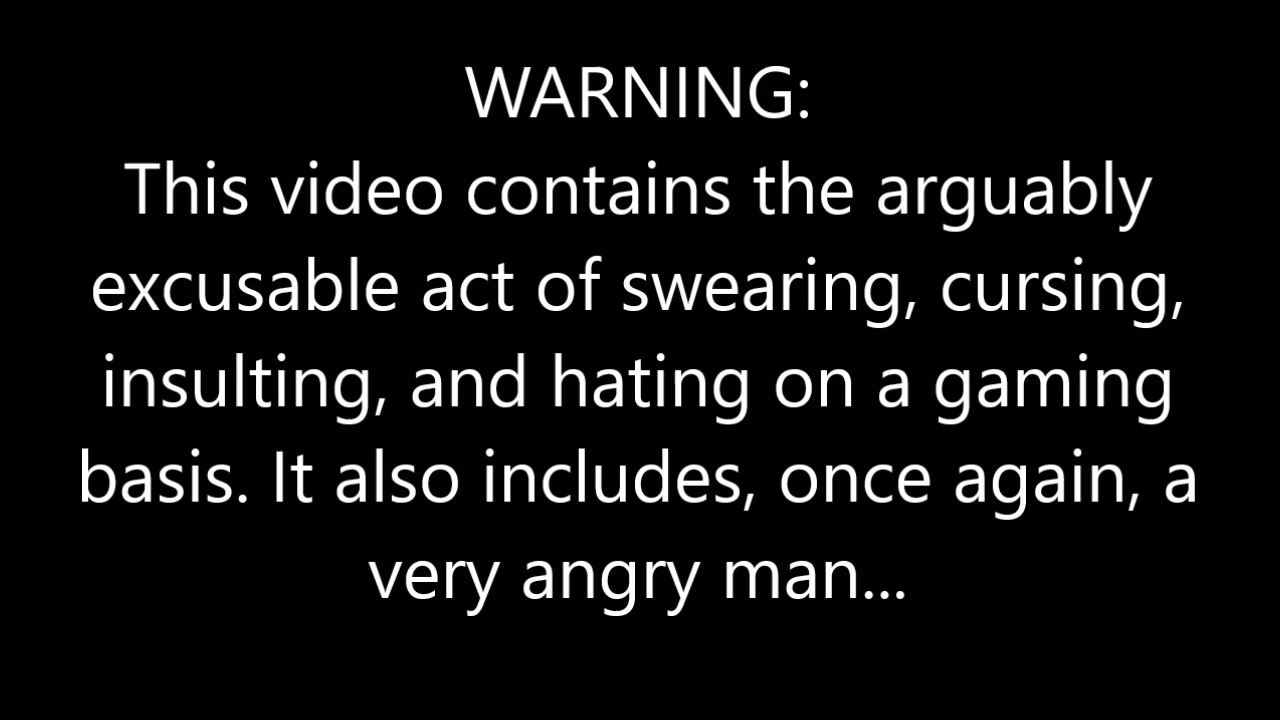 WARNING:
This video contains the arguably
excusable act of swearing, cursing,
insulting, and hating on a gaming
basis. It also includes, once again, a
very angry man...